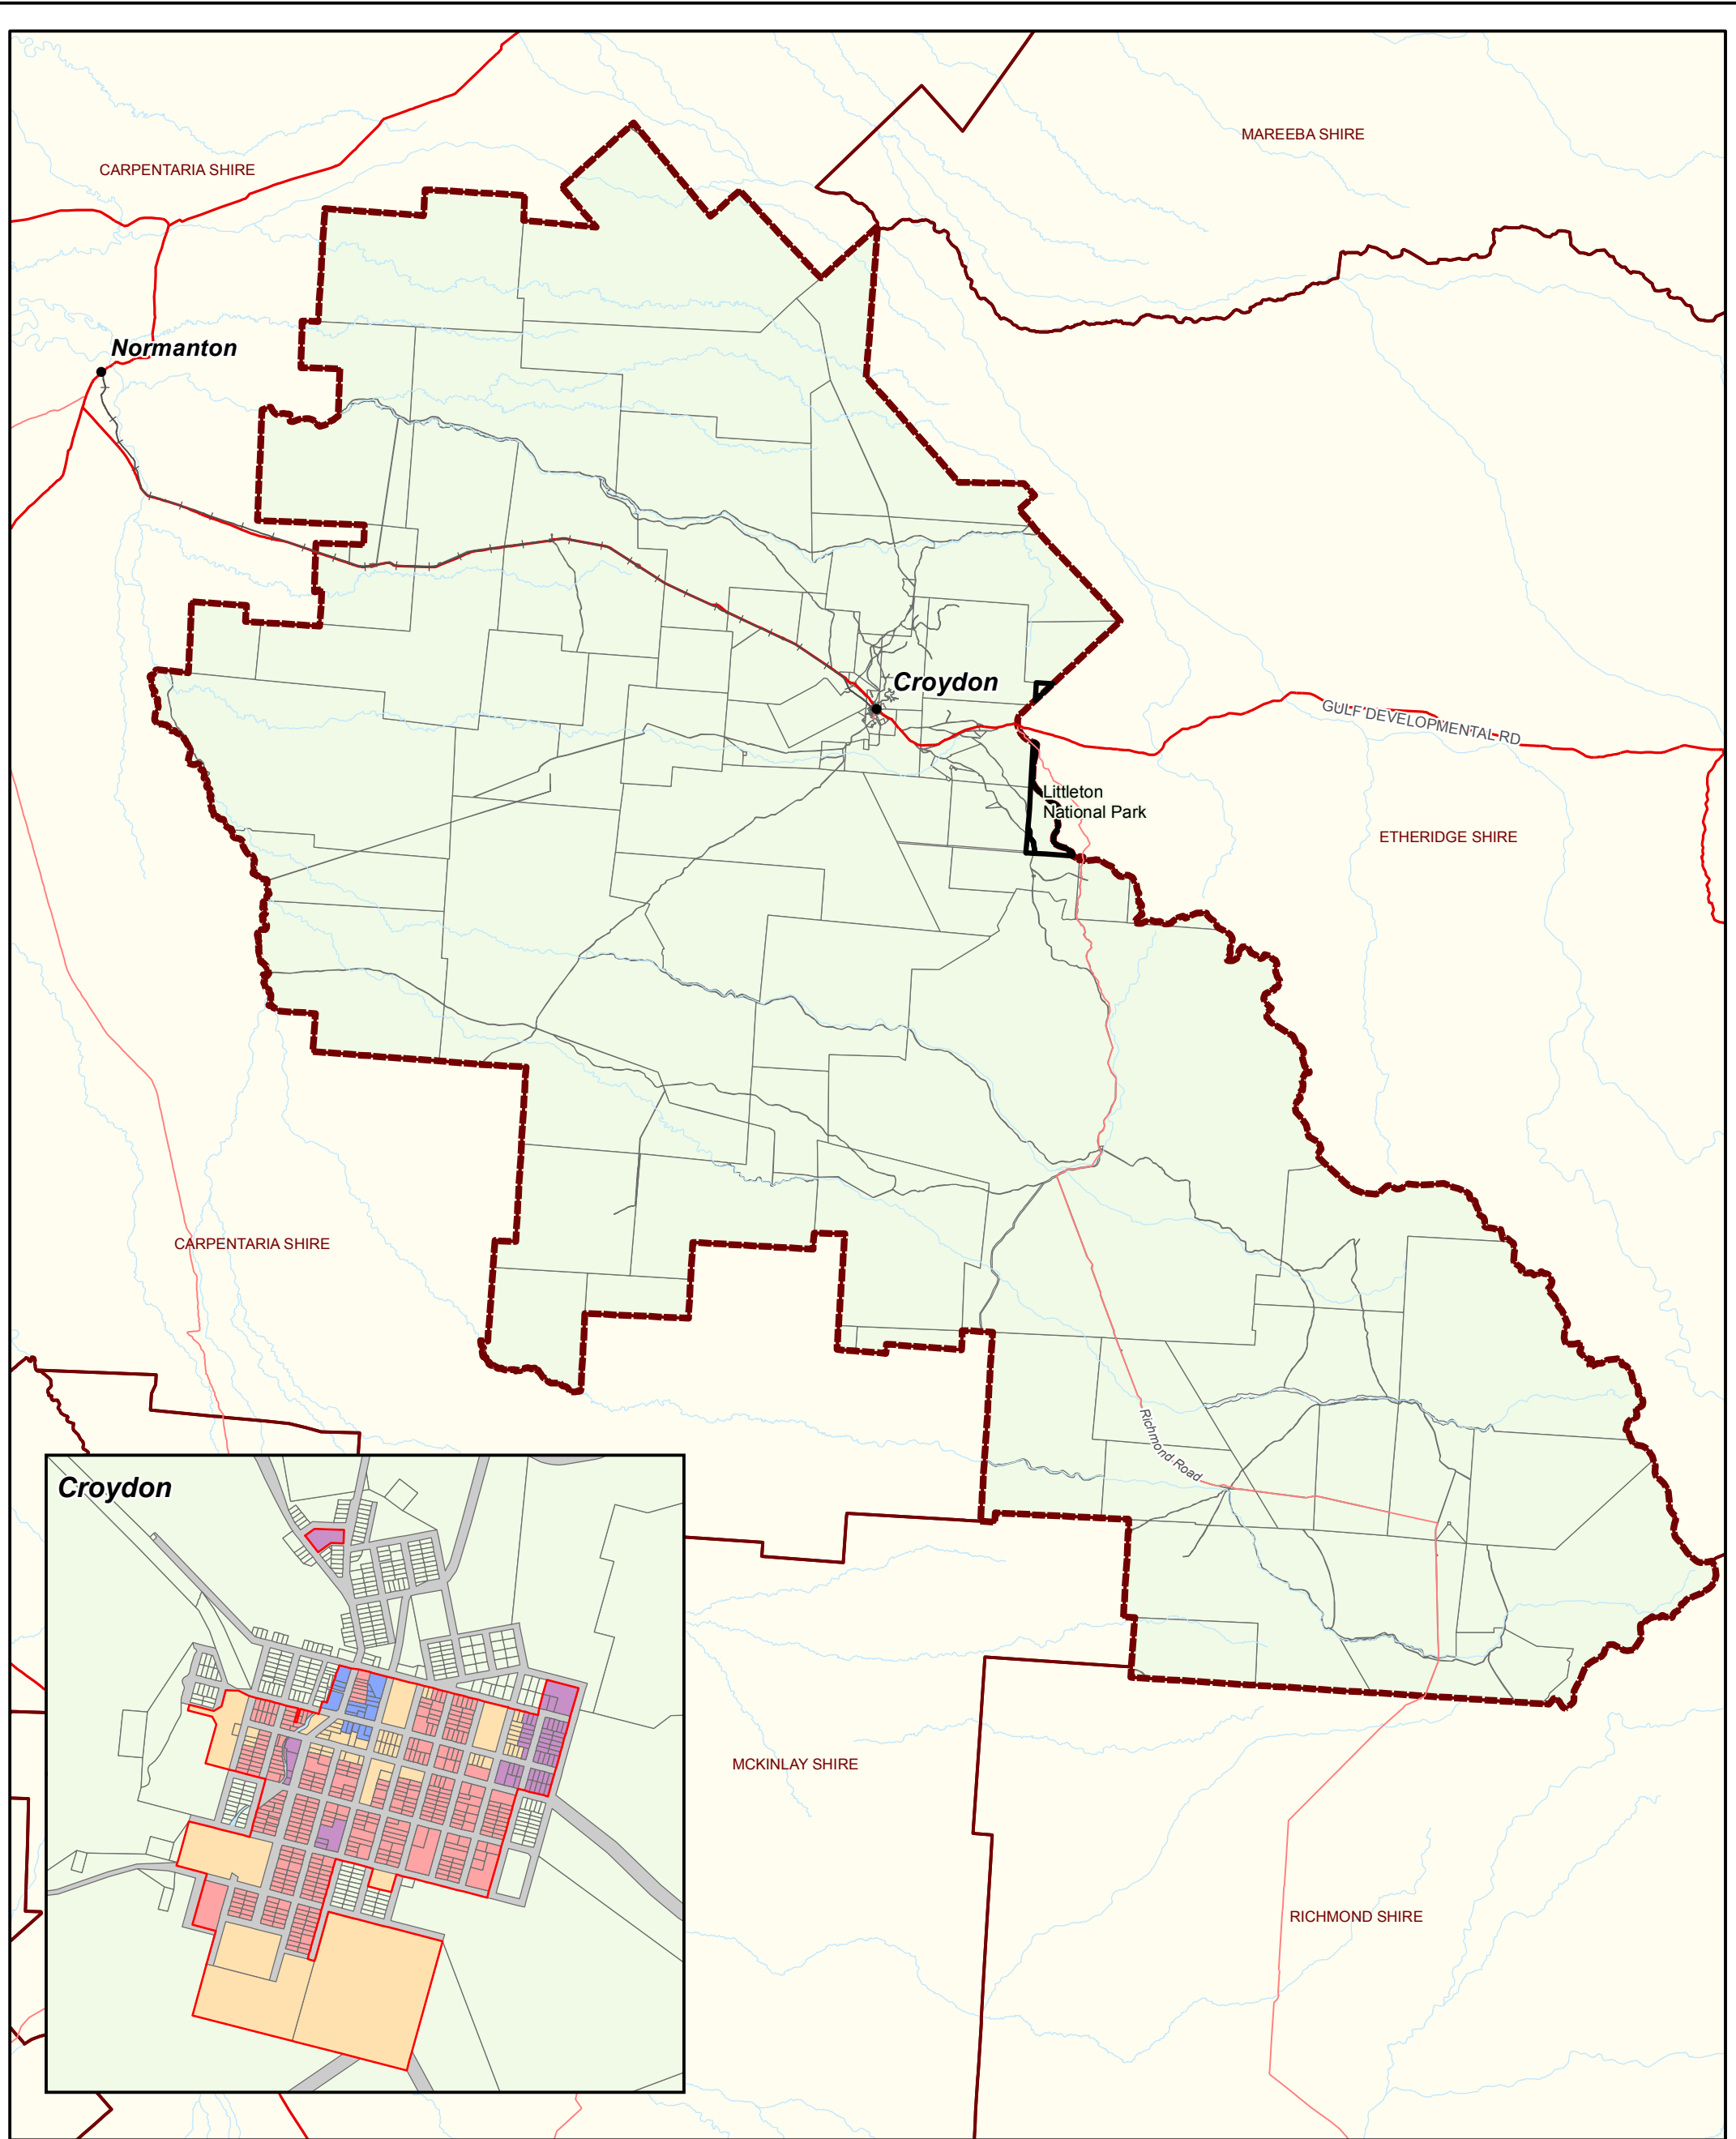 MAREEBA SHIRE
CARPENTARIA SHIRE
Normanton
Croydon
GULF DEVELOPMENTAL RD
Littleton
National Park
ETHERIDGE SHIRE
CARPENTARIA SHIRE
Richmond Road
Croydon
MCKINLAY SHIRE
RICHMOND SHIRE